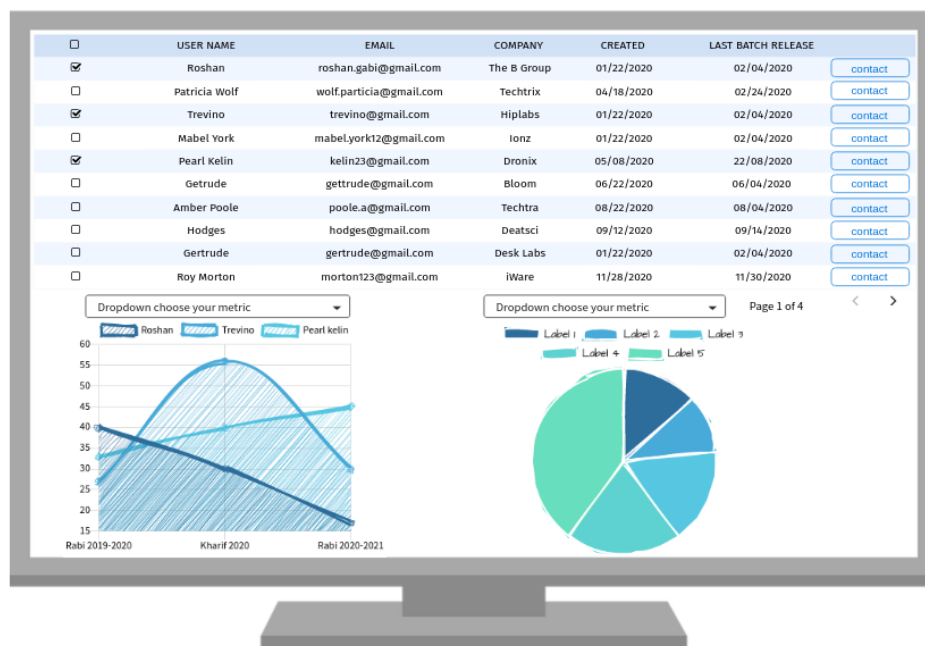 USER NAME EMAIL COMPANY CREATED LAST BATCH RELEASE
Roshan roshan.gabi@gmail.com The B Group 01/22/2020 02/04/2020 contact
Patricia Wolf wolf.particia@gmail.com Techtrix 04/18/2020 02/24/2020 contact
Trevino trevino@gmail.com Hiplabs 01/22/2020 02/04/2020 contact
Mabel York mabel.york12@gmail.com Ionz 01/22/2020 02/04/2020 contact
Pearl Kelin kelin23@gmail.com Dronix 05/08/2020 22/08/2020 contact
Getrude gettrude@gmail.com Bloom 06/22/2020 06/04/2020 contact
Amber Poole poole.a@gmail.com Techtra 08/22/2020 08/04/2020 contact
Hodges hodges@gmail.com Deatsci 09/12/2020 09/14/2020 contact
Gertrude gertrude@gmail.com Desk Labs 01/22/2020 02/04/2020 contact
Roy Morton morton123@gmail.com iWare 11/28/2020 11/30/2020 contact
Dropdown choose your metric Dropdown choose your metric Page 1 of 4
Roshan Trevino Pearl kelin
Label 1 Label 2 Label 3
Label 4 Label 5
60
55
50
45
40
35
30
25
20
15
Rabi 2019-2020 Kharif 2020 Rabi 2020-2021